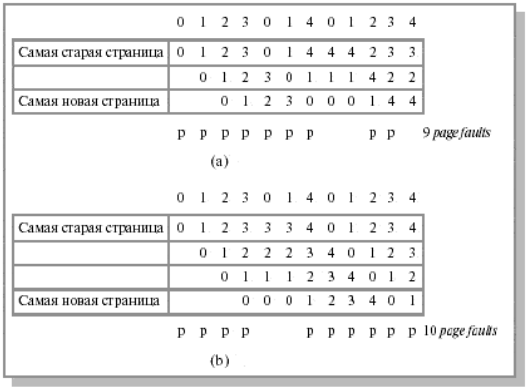 0 1 2 3 0 1 4 0 1 2 3 4
Самая старая страница 0 1 2 3 0 1 4 4 4 2 3 3
0 1 2 3 0 1 1 1 4 2 2
Самая новая страница 0 1 2 3 0 0 0 1 4 4
p p p p p p p p p 9 page faults
(a)
0 1 2 3 0 1 4 0 1 2 3 4
Самая старая страница 0 1 2 3 3 3 4 0 1 2 3 4
0 1 2 2 2 3 4 0 1 2 3
0 1 1 1 2 3 4 0 1 2
Самая новая страница 0 0 0 1 2 3 4 0 1
p p p p p p p p p p 10 page faults
(b)